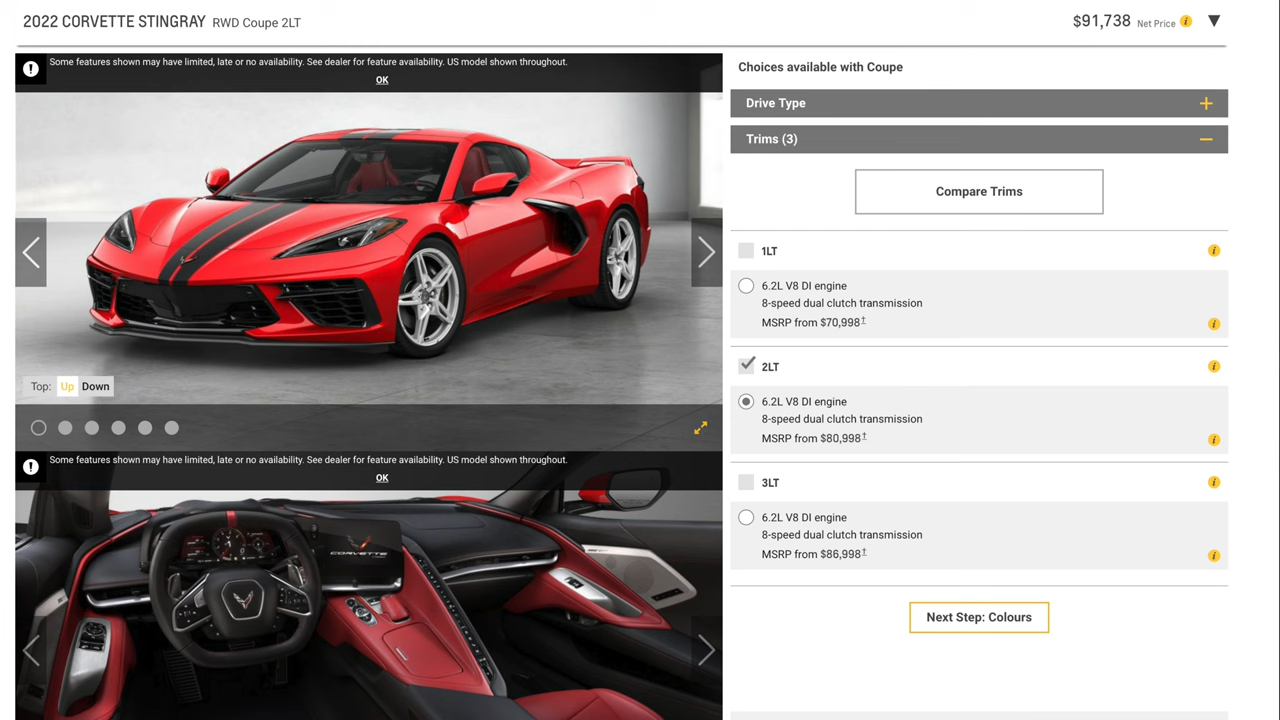 2022 CORVETTE STINGRAY RWD Coupe 2LT
$91,738 Net Price
Some features shown may have limited, late or no availability. See dealer for feature availability. US model shown throughout.
OK
Top: Up Down
Some features shown may have limited, late or no availability. See dealer for feature availability. US model shown throughout.
OK
CORVETTE
Choices available with Coupe
Drive Type
Trims (3)
Compare Trims
1LT
6.2L V8 DI engine
8-speed dual clutch transmission
MSRP from $70,998†
2LT
6.2L V8 DI engine
8-speed dual clutch transmission
MSRP from $80,998†
3LT
6.2L V8 DI engine
8-speed dual clutch transmission
MSRP from $86,998†
Next Step: Colours